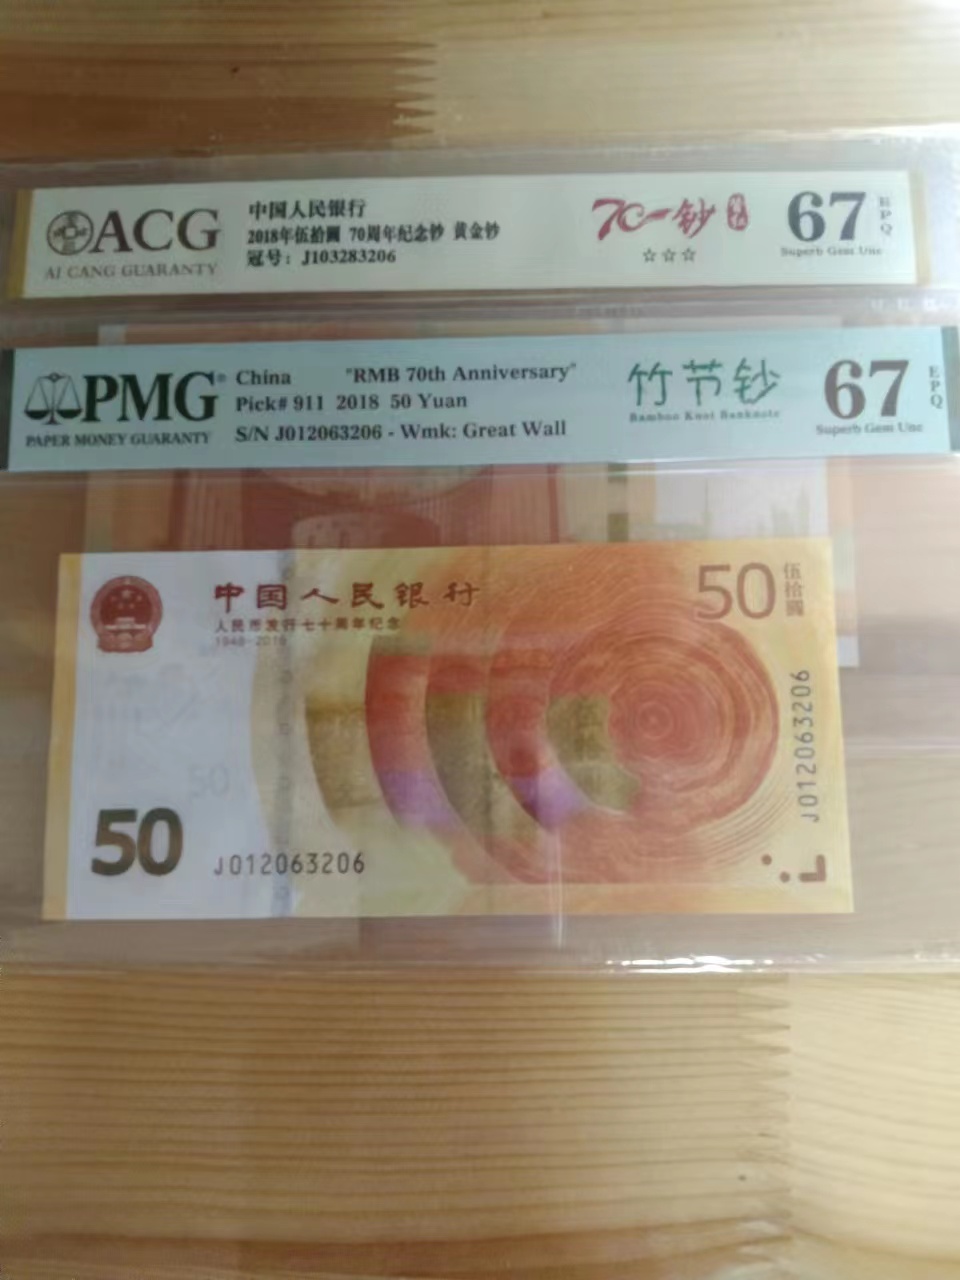 ACG
AI CANG GUARANTY
中国人民银行
2018年伍拾圆 70周年纪念钞 黄金钞
冠号：J103283206
70一钞
☆☆☆
67
EPQ
Superb Gem Unc
PMG®
PAPER MONEY GUARANTY
China "RMB 70th Anniversary"
Pick# 911 2018 50 Yuan
S/N J012063206 - Wmk: Great Wall
竹节钞
Bamboo Knot Banknote
67
EPQ
Superb Gem Unc
中国人民银行
人民币发行七十周年纪念
1948-2018
50
伍拾圆
J012063206
50
50
J012063206